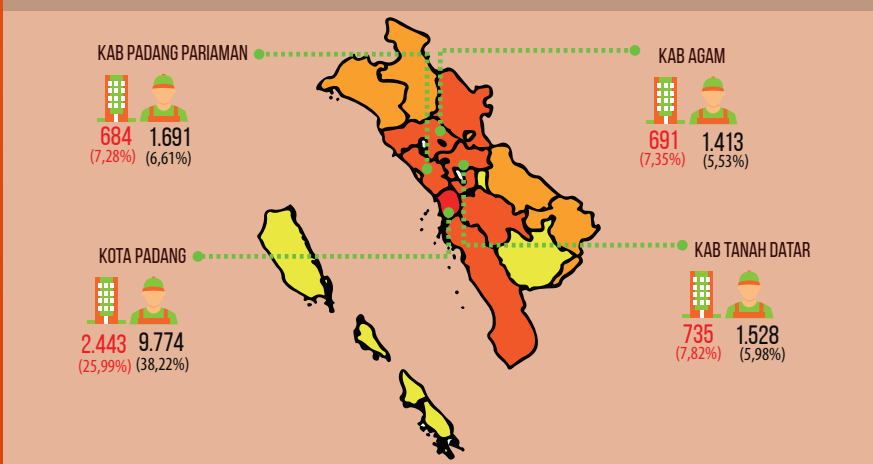 KAB PADANG PARIAMAN
684 1.691
(7,28%) (6,61%)
KAB AGAM
691 1.413
(7,35%) (5,53%)
KOTA PADANG
2.443 9.774
(25,99%) (38,22%)
KAB TANAH DATAR
735 1.528
(7,82%) (5,98%)